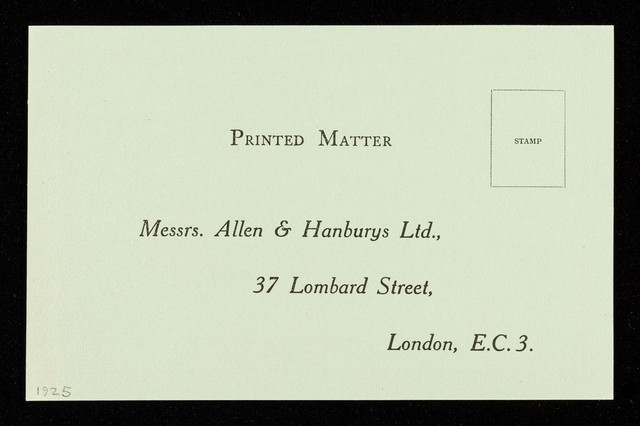 PRINTED MATTER
STAMP
Messrs. Allen & Hanburys Ltd.,
37 Lombard Street,
London, E.C. 3.
1925